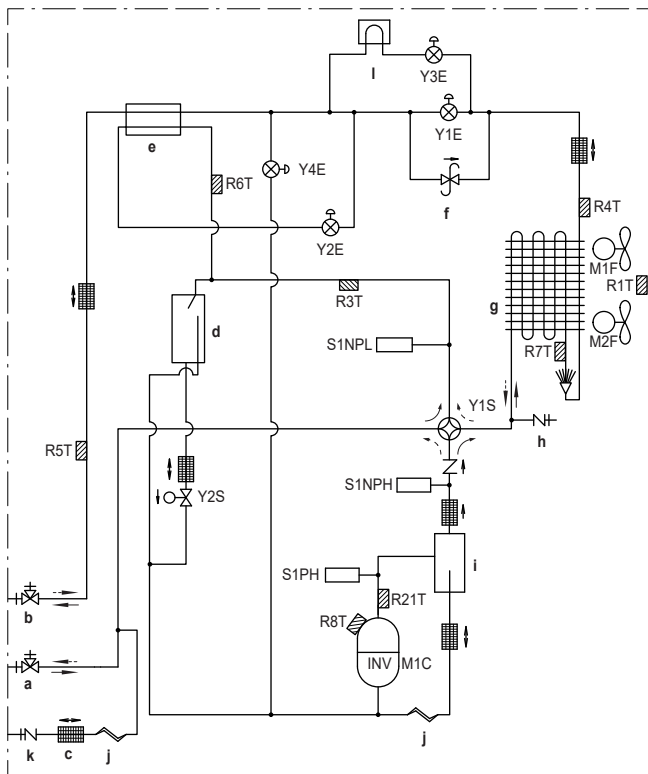 l
Y3E
Y1E
e
Y4E
f
R6T
R4T
Y2E
M1F
R1T
g
R3T
d
M2F
S1NPL
R7T
Y1S
h
R5T
S1NPH
Y2S
i
S1PH
R21T
b
R8T
INV
M1C
a
j
k
c
j